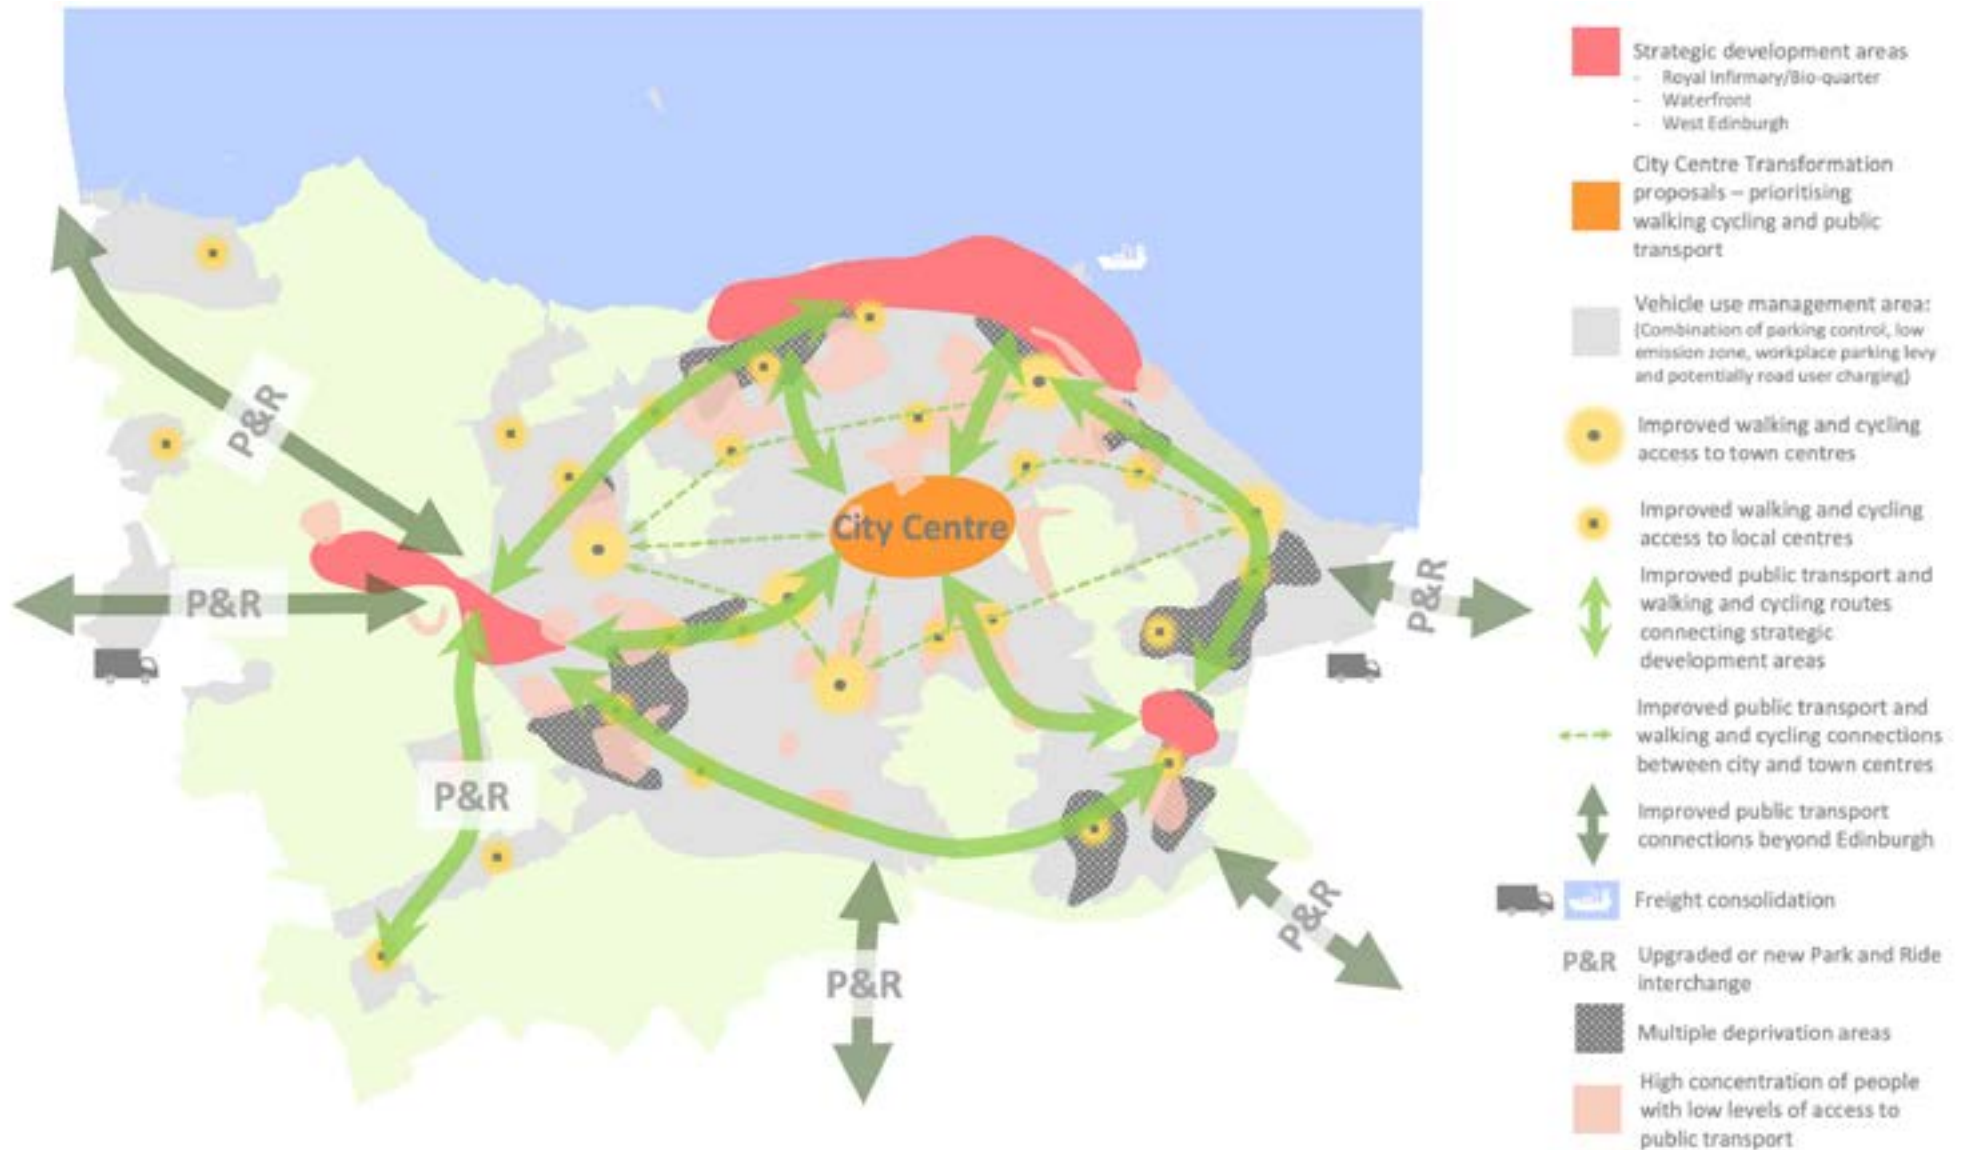 P&R
P&R
P&R
P&R
P&R
P&R
City Centre
Strategic development areas
- Royal Infirmary/Bio-quarter
- Waterfront
- West Edinburgh
City Centre Transformation
proposals – prioritising
walking cycling and public
transport
Vehicle use management area:
(Combination of parking control, low
emission zone, workplace parking levy
and potentially road user charging)
Improved walking and cycling
access to town centres
Improved walking and cycling
access to local centres
Improved public transport and
walking and cycling routes
connecting strategic
development areas
Improved public transport and
walking and cycling connections
between city and town centres
Improved public transport
connections beyond Edinburgh
Freight consolidation
P&R
Upgraded or new Park and Ride
interchange
Multiple deprivation areas
High concentration of people
with low levels of access to
public transport